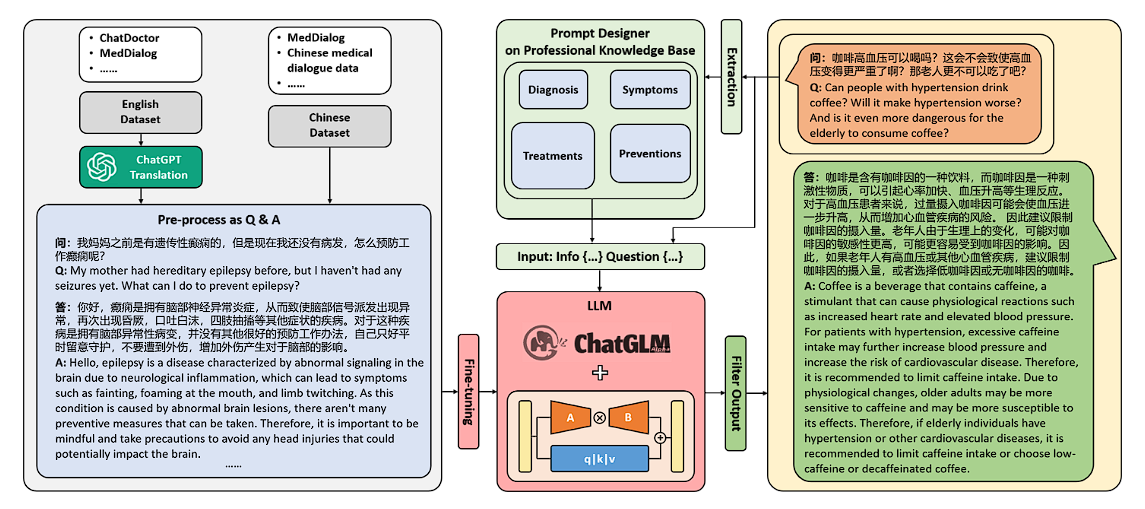 • ChatDoctor
• MedDialog
• ……
• MedDialog
• Chinese medical
dialogue data
• ……
English
Dataset
Chinese
Dataset
ChatGPT
Translation
Pre-process as Q & A
问：我妈妈之前是有遗传性癫痫的，但是现在我还没有病发，怎么预防工
作癫痫呢？
Q: My mother had hereditary epilepsy before, but I haven't had any
seizures yet. What can I do to prevent epilepsy?
答：你好，癫痫是拥有脑部神经异常炎症，从而致使脑部信号派发出现异
常，再次出现昏厥，口吐白沫，四肢抽搐等其他症状的疾病。对于这种疾
病是拥有脑部异常性病变，并没有其他很好的预防工作办法，自己只好平
时留意守护，不要遭到外伤，增加外伤产生对于脑部的影响。
A: Hello, epilepsy is a disease characterized by abnormal signaling in the
brain due to neurological inflammation, which can lead to symptoms
such as fainting, foaming at the mouth, and limb twitching. As this
condition is caused by abnormal brain lesions, there aren't many
preventive measures that can be taken. Therefore, it is important to be
mindful and take precautions to avoid any head injuries that could
potentially impact the brain.
……
Fine-tuning
Prompt Designer
on Professional Knowledge Base
Diagnosis
Symptoms
Treatments
Preventions
Extraction
Input: Info {…} Question {…}
LLM
ChatGLM
+
A
B
q|k|v
Filter Output
问：咖啡高血压可以喝吗？这会不会致使高血
压变得更严重了啊？那老人更不可以吃了吧？
Q: Can people with hypertension drink
coffee? Will it make hypertension worse?
And is it even more dangerous for the
elderly to consume coffee?
答：咖啡是含有咖啡因的一种饮料，而咖啡因是一种刺
激性物质，可以引起心率加快、血压升高等生理反应。
对于高血压患者来说，过量摄入咖啡因可能会使血压进
一步升高，从而增加心血管疾病的风险。 因此建议限制
咖啡因的摄入量。老年人由于生理上的变化，可能对咖
啡因的敏感性更高，可能更容易受到咖啡因的影响。因
此，如果老年人有高血压或其他心血管疾病，建议限制
咖啡因的摄入量，或者选择低咖啡因或无咖啡因的咖啡。
A: Coffee is a beverage that contains caffeine, a
stimulant that can cause physiological reactions such
as increased heart rate and elevated blood pressure.
For patients with hypertension, excessive caffeine
intake may further increase blood pressure and
increase the risk of cardiovascular disease. Therefore,
it is recommended to limit caffeine intake. Due to
physiological changes, older adults may be more
sensitive to caffeine and may be more susceptible to
its effects. Therefore, if elderly individuals have
hypertension or other cardiovascular diseases, it is
recommended to limit caffeine intake or choose low-
caffeine or decaffeinated coffee.